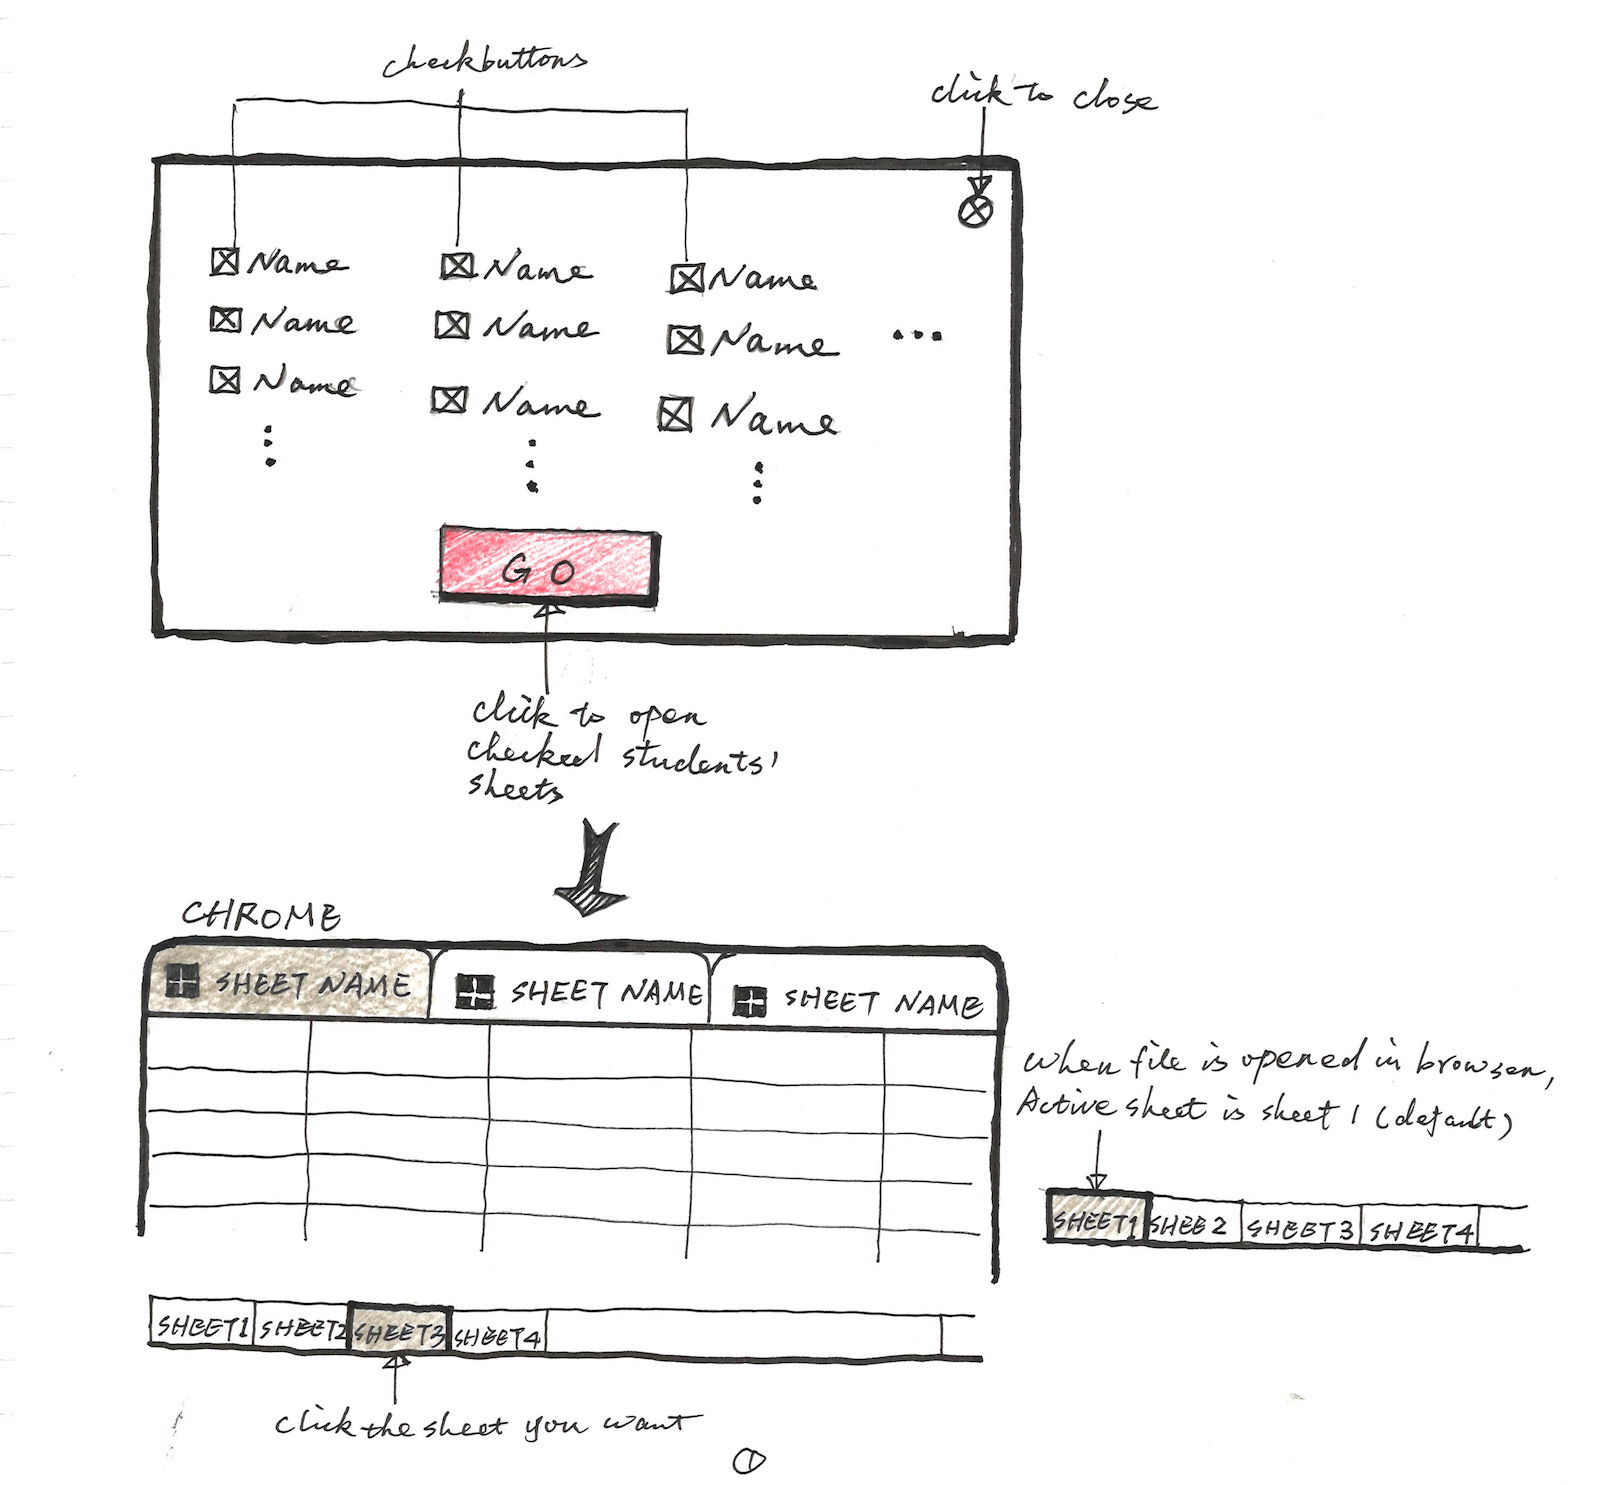 checkbuttons
click to close
Name Name Name
Name Name Name ...
Name Name Name
GO
click to open
checked students'
sheets
CHROME
SHEET NAME SHEET NAME SHEET NAME
when file is opened in browser,
Active sheet is sheet 1 (default)
SHEET1 SHEE2 SHEET3 SHEET4
SHEET1 SHEET2 SHEET3 SHEET4
click the sheet you want
①